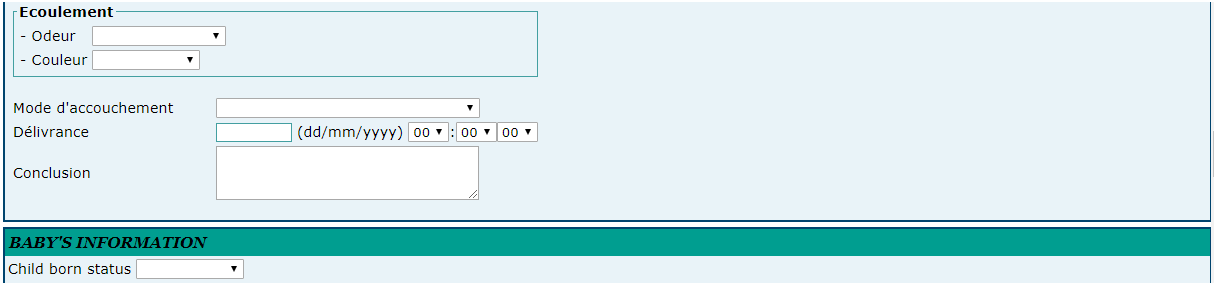 Ecoulement
- Odeur
- Couleur
Mode d'accouchement
Délivrance (dd/mm/yyyy) 00 : 00 00
Conclusion
BABY'S INFORMATION
Child born status